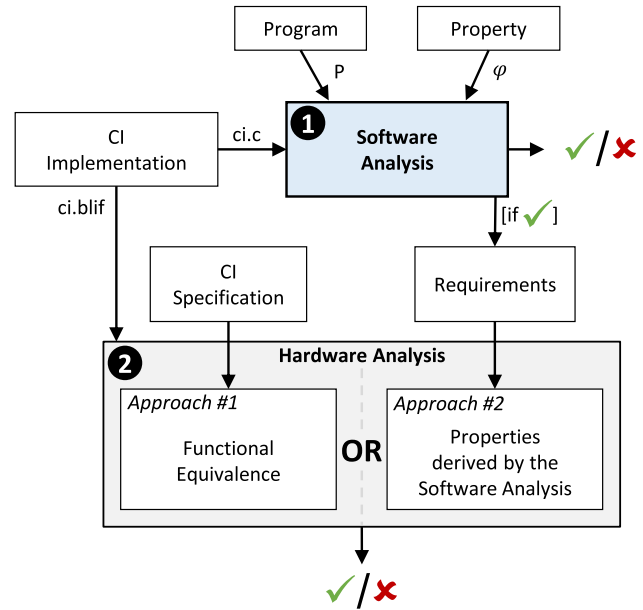 Program
Property
P
φ
1
Software
Analysis
CI
Implementation
ci.c
✓/✘
ci.blif
[if ✓]
CI
Specification
Requirements
2
Hardware Analysis
Approach #1
Functional
Equivalence
OR
Approach #2
Properties
derived by the
Software Analysis
✓/✘